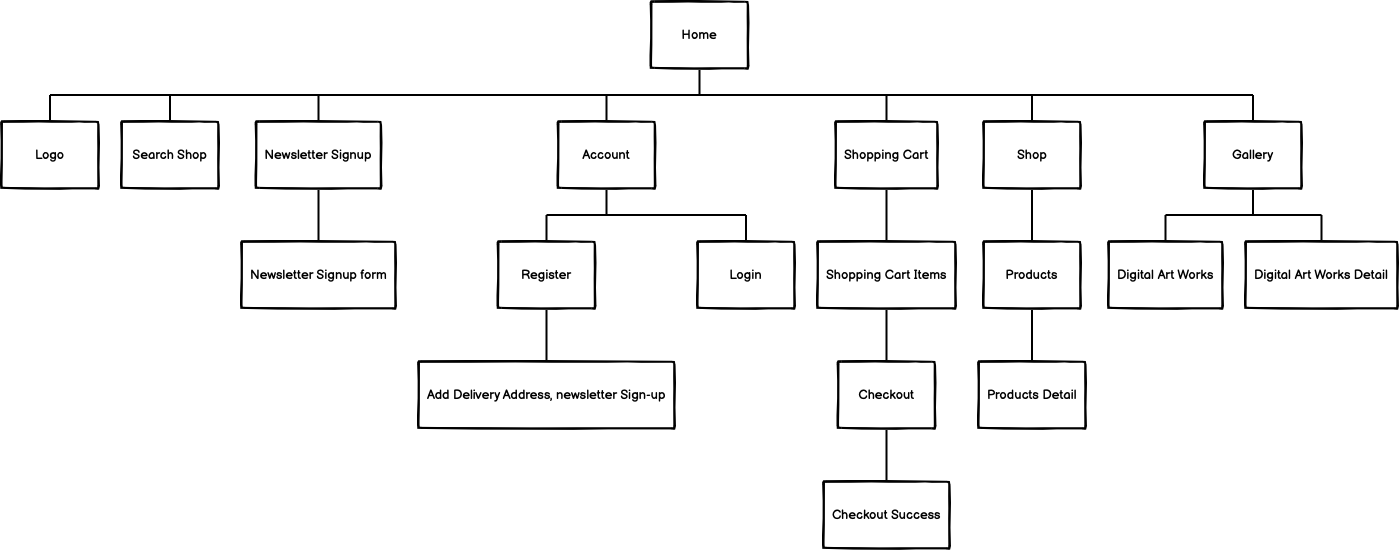 Home
Logo
Search Shop
Newsletter Signup
Account
Shopping Cart
Shop
Gallery
Newsletter Signup form
Register
Login
Shopping Cart Items
Products
Digital Art Works
Digital Art Works Detail
Add Delivery Address, newsletter Sign-up
Checkout
Products Detail
Checkout Success